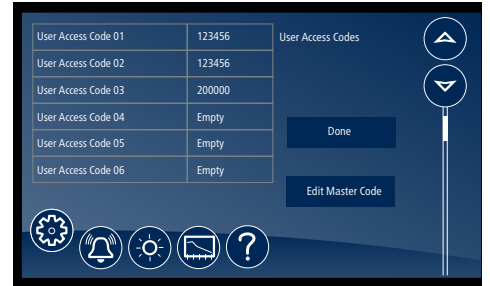 User Access Code 01 123456 User Access Codes
User Access Code 02 123456
User Access Code 03 200000
User Access Code 04 Empty
Done
User Access Code 05 Empty
User Access Code 06 Empty
Edit Master Code
?